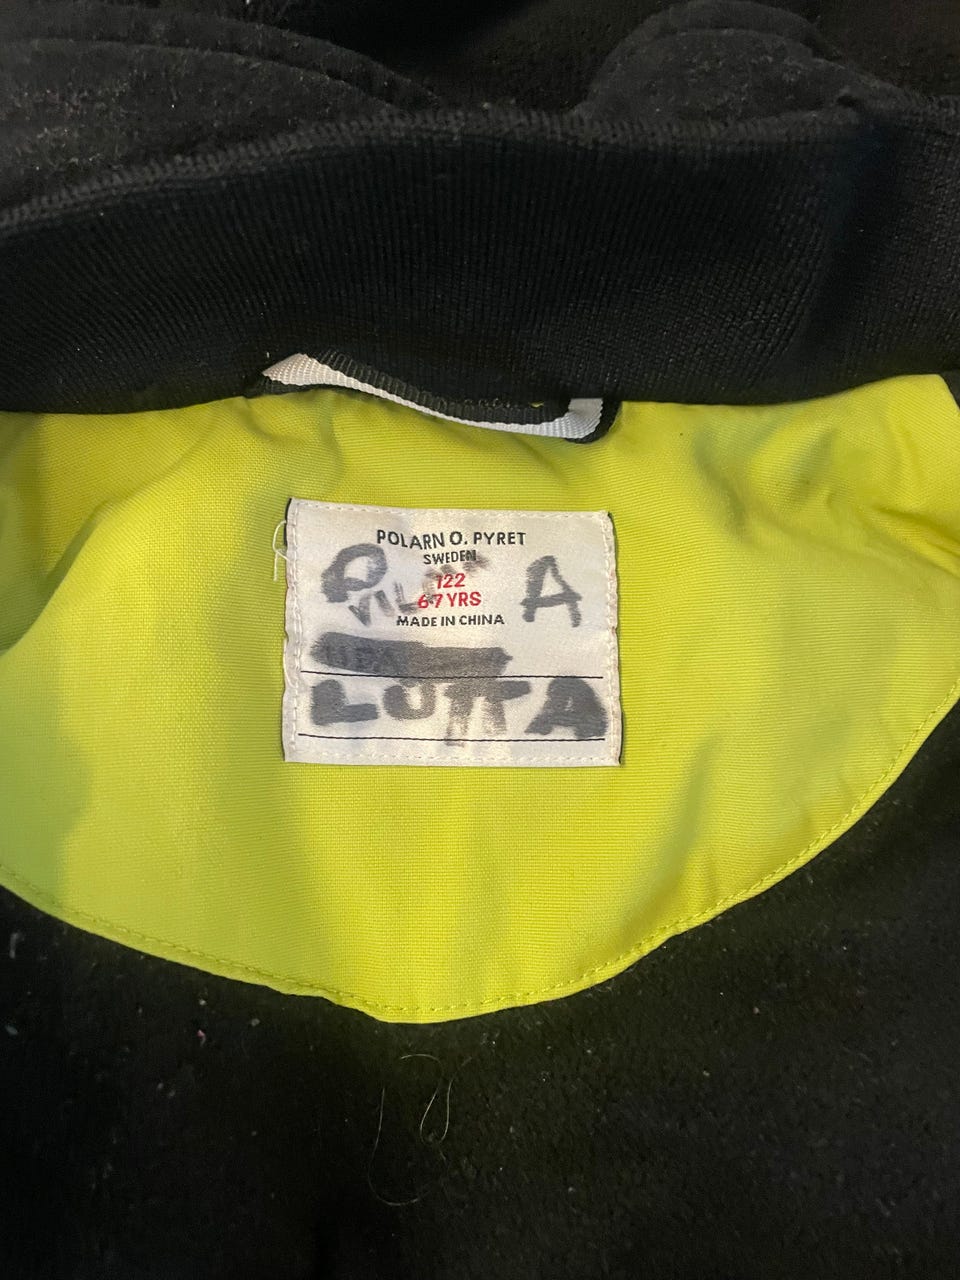 POLARN O. PYRET
SWEDEN
122
6-7 YRS
MADE IN CHINA
A
LOTTA